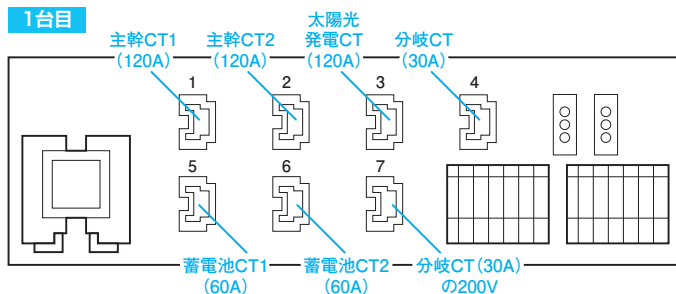 1台目
主幹CT1
(120A)
主幹CT2
(120A)
太陽光
発電CT
(120A)
分岐CT
(30A)
1
2
3
4
5
6
7
蓄電池CT1
(60A)
蓄電池CT2
(60A)
分岐CT(30A)
の200V